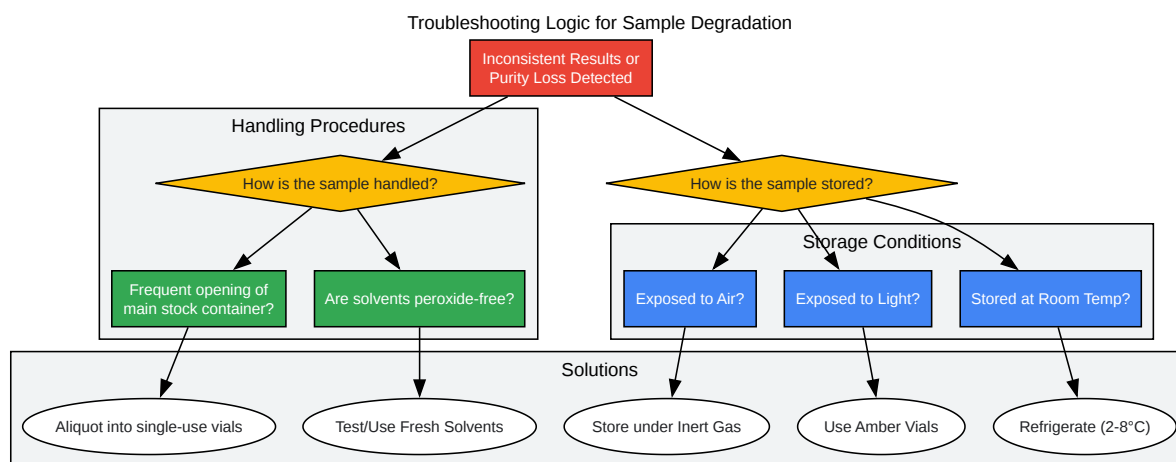 Troubleshooting Logic for Sample Degradation
Inconsistent Results or
Purity Loss Detected
Handling Procedures
How is the sample handled?
How is the sample stored?
Storage Conditions
Frequent opening of
main stock container?
Are solvents peroxide-free?
Exposed to Air?
Exposed to Light?
Stored at Room Temp?
Solutions
Aliquot into single-use vials
Test/Use Fresh Solvents
Store under Inert Gas
Use Amber Vials
Refrigerate (2-8°C)